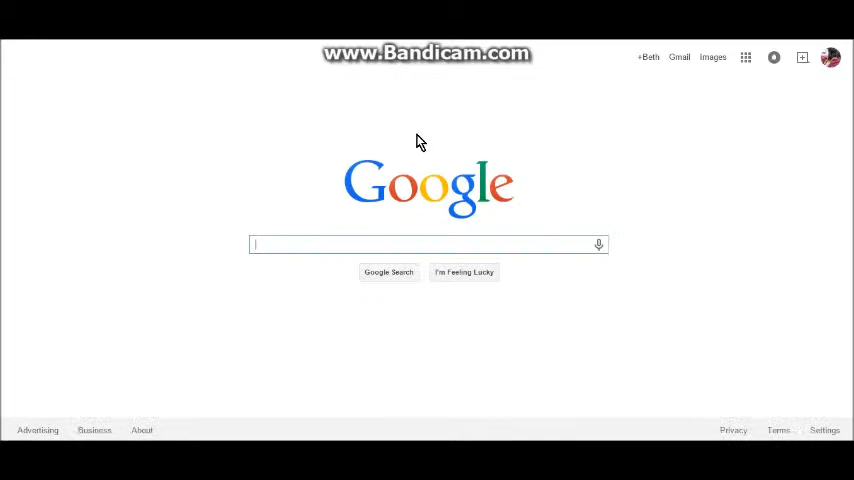 www.Bandicam.com
+Beth Gmail Images
Google
Google Search I'm Feeling Lucky
Advertising Business About Privacy Terms Settings